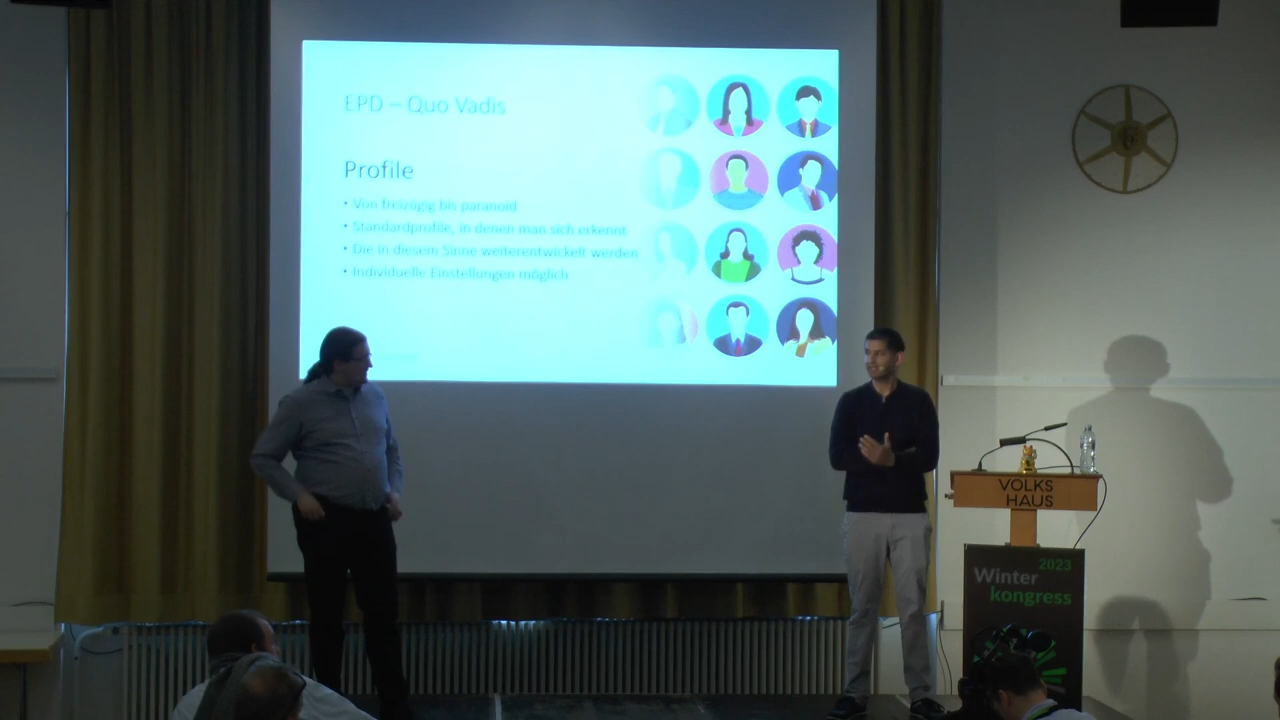 EPD – Quo Vadis
Profile
• Von freizügig bis paranoid
• Standardprofile, in denen man sich erkennt
• Die in diesem Sinne weiterentwickelt werden
• Individuelle Einstellungen möglich
VOLKS
HAUS
2023
Winter
kongress